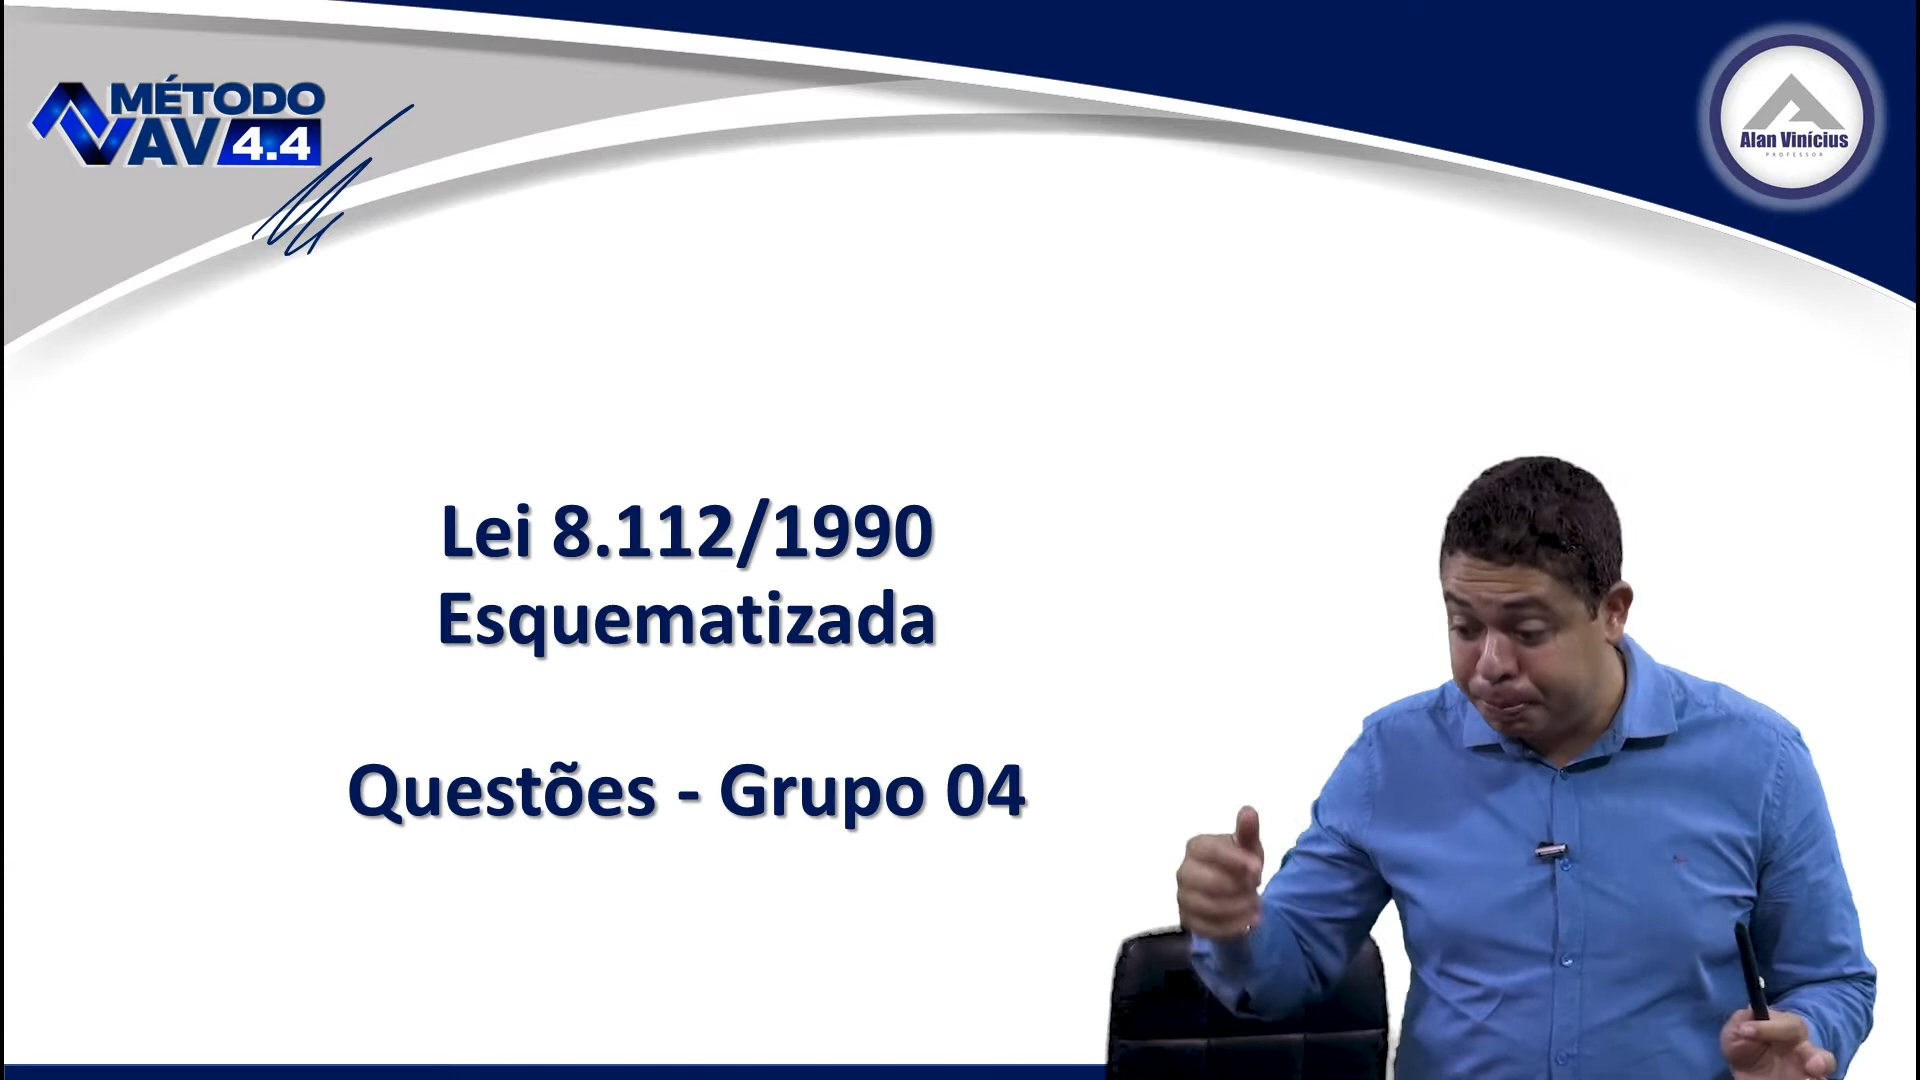 MÉTODO
AV 4.4
Alan Vinícius
PROFESSOR
Lei 8.112/1990
Esquematizada
Questões - Grupo 04